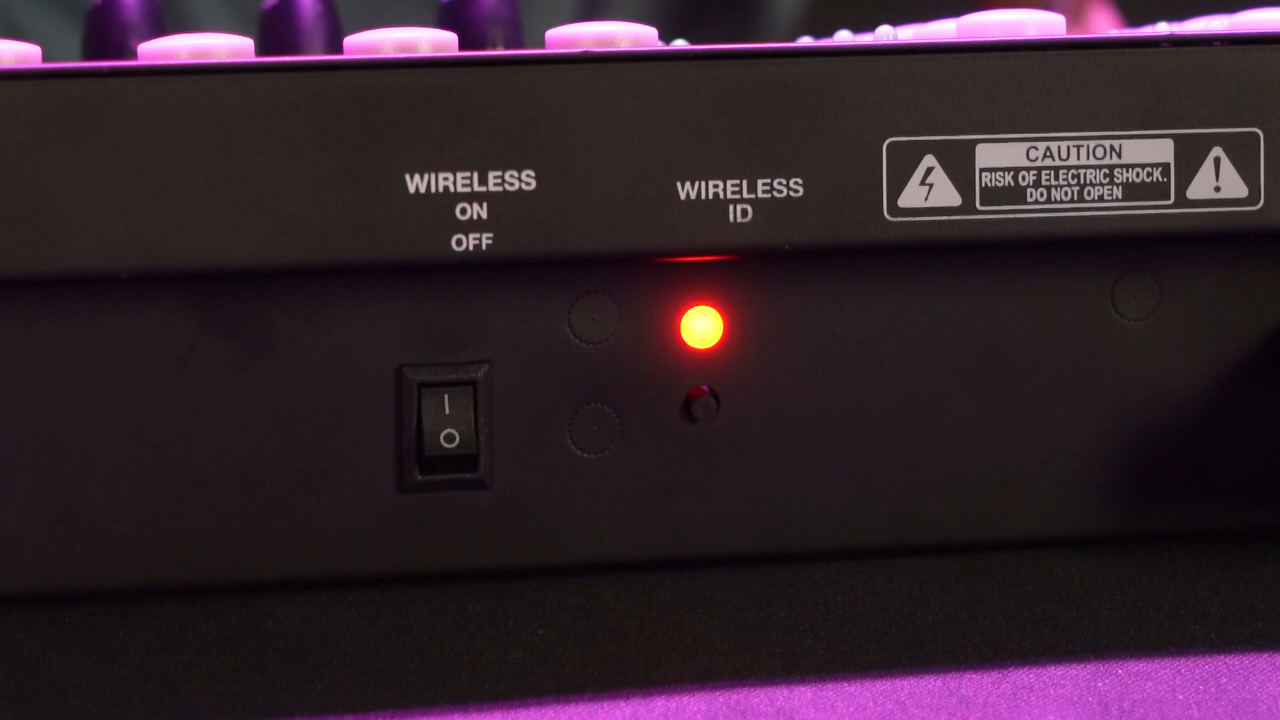 WIRELESS
ON
OFF
WIRELESS
ID
CAUTION
RISK OF ELECTRIC SHOCK.
DO NOT OPEN
I
O